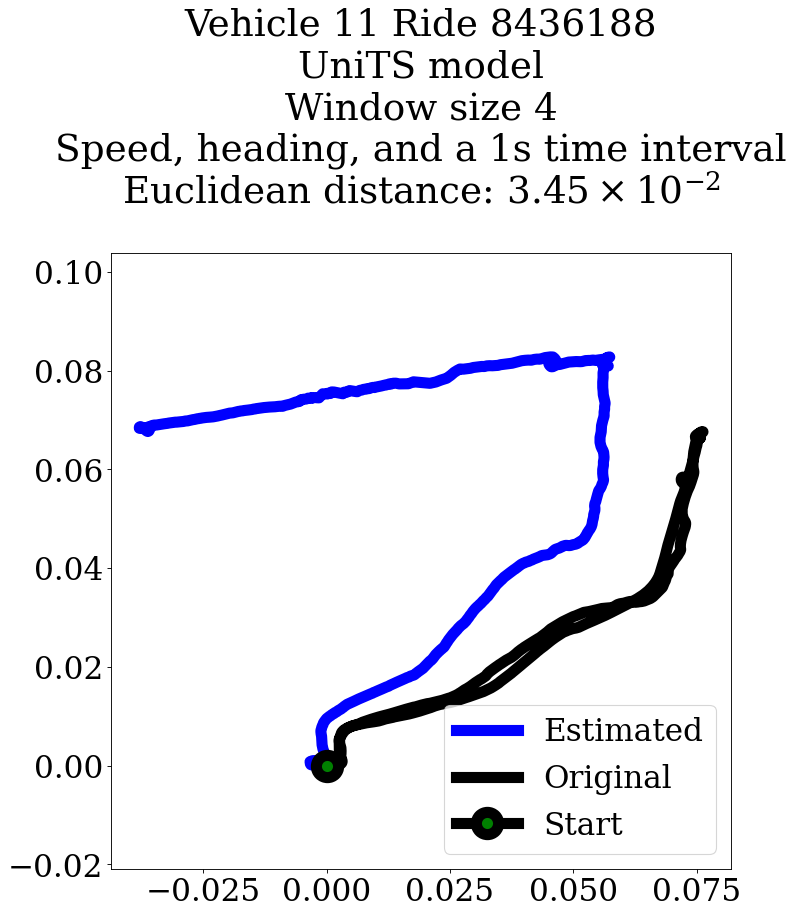 Vehicle 11 Ride 8436188
UniTS model
Window size 4
Speed, heading, and a 1s time interval
Euclidean distance: 3.45 × 10⁻²
0.10
0.08
0.06
0.04
0.02
0.00
−0.02
Estimated
Original
Start
−0.025 0.000 0.025 0.050 0.075